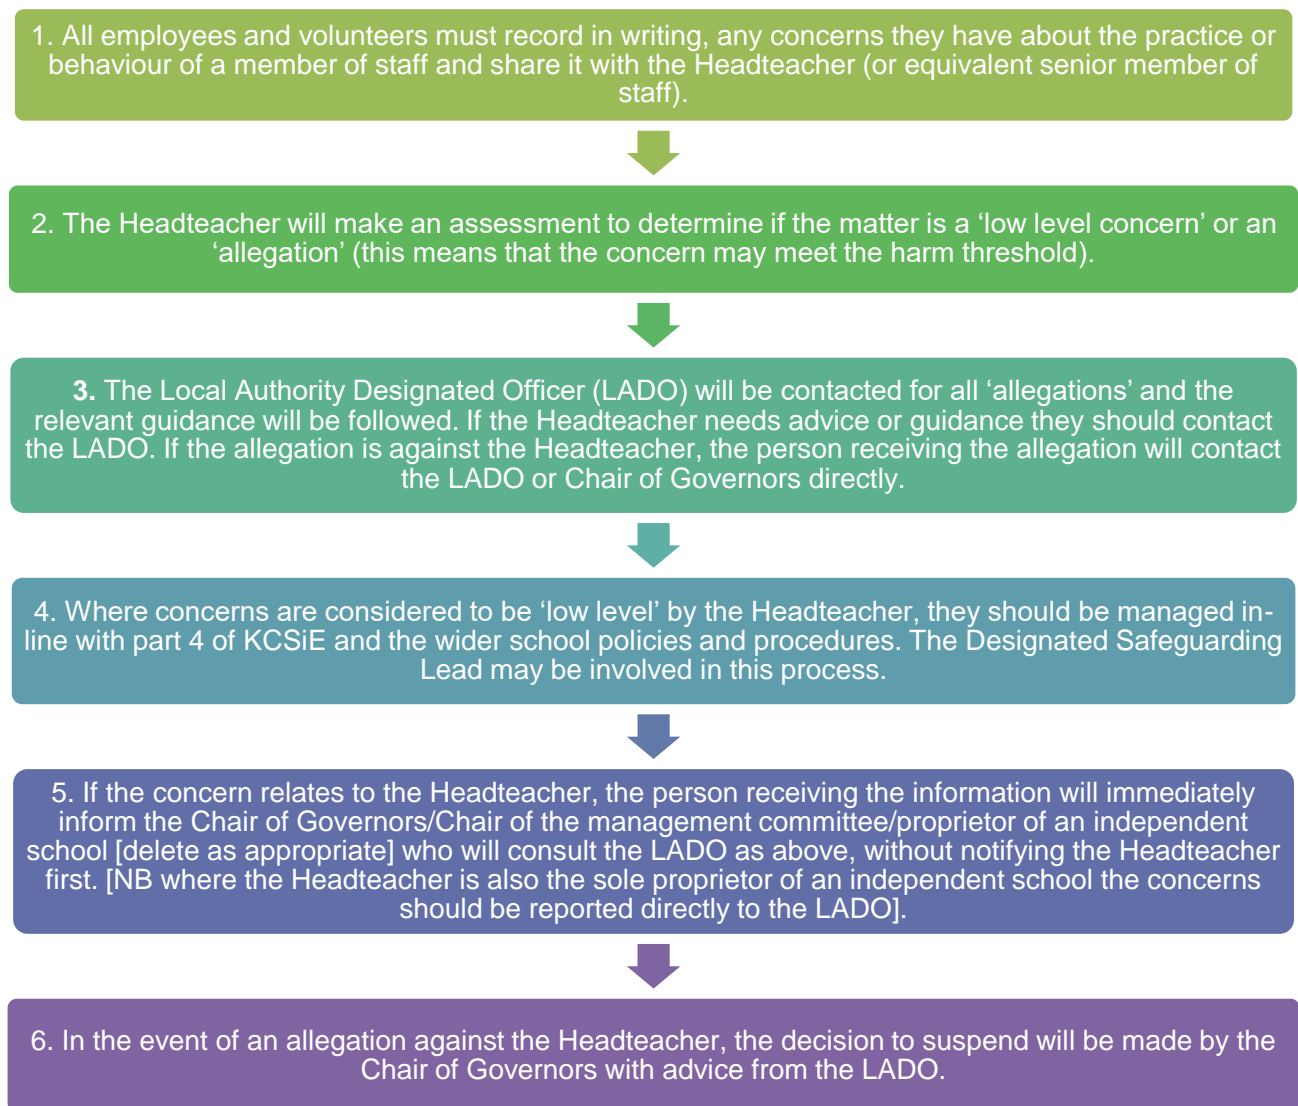 1. All employees and volunteers must record in writing, any concerns they have about the practice or
behaviour of a member of staff and share it with the Headteacher (or equivalent senior member of
staff).
2. The Headteacher will make an assessment to determine if the matter is a ‘low level concern’ or an
‘allegation’ (this means that the concern may meet the harm threshold).
3. The Local Authority Designated Officer (LADO) will be contacted for all ‘allegations’ and the
relevant guidance will be followed. If the Headteacher needs advice or guidance they should contact
the LADO. If the allegation is against the Headteacher, the person receiving the allegation will contact
the LADO or Chair of Governors directly.
4. Where concerns are considered to be ‘low level’ by the Headteacher, they should be managed in-
line with part 4 of KCSiE and the wider school policies and procedures. The Designated Safeguarding
Lead may be involved in this process.
5. If the concern relates to the Headteacher, the person receiving the information will immediately
inform the Chair of Governors/Chair of the management committee/proprietor of an independent
school [delete as appropriate] who will consult the LADO as above, without notifying the Headteacher
first. [NB where the Headteacher is also the sole proprietor of an independent school the concerns
should be reported directly to the LADO].
6. In the event of an allegation against the Headteacher, the decision to suspend will be made by the
Chair of Governors with advice from the LADO.